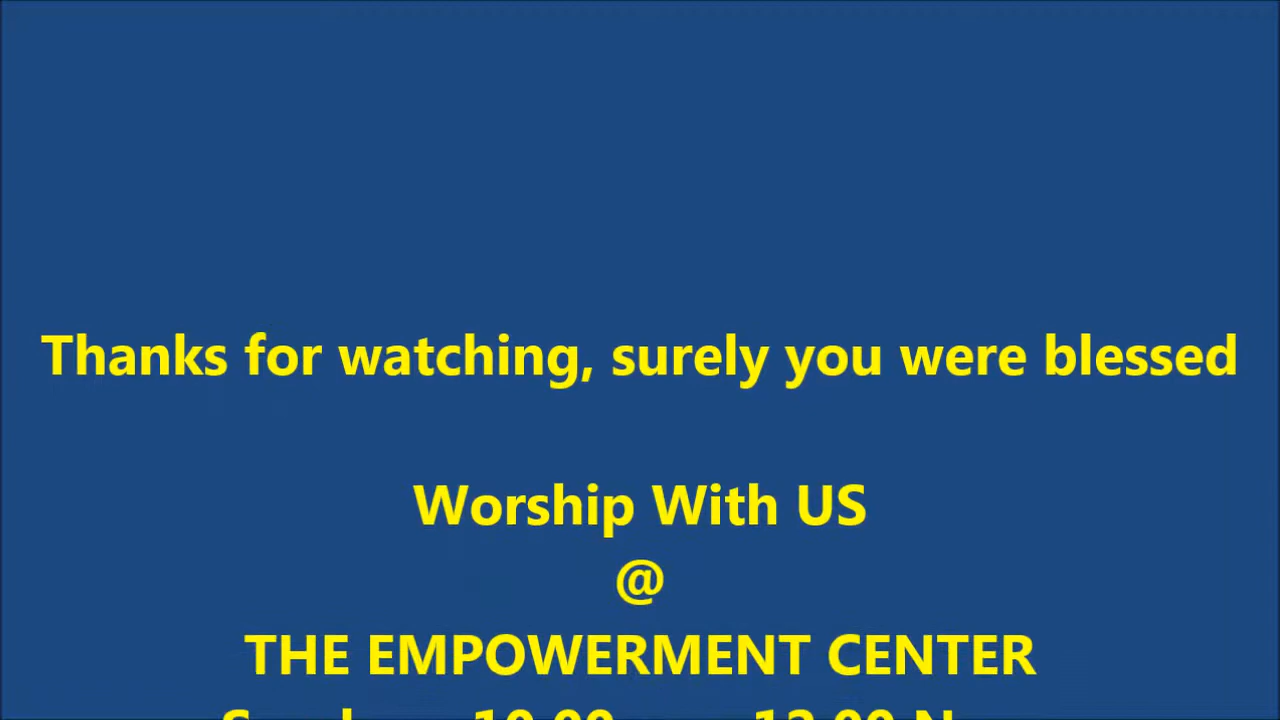 Thanks for watching, surely you were blessed
Worship With US
@
THE EMPOWERMENT CENTER